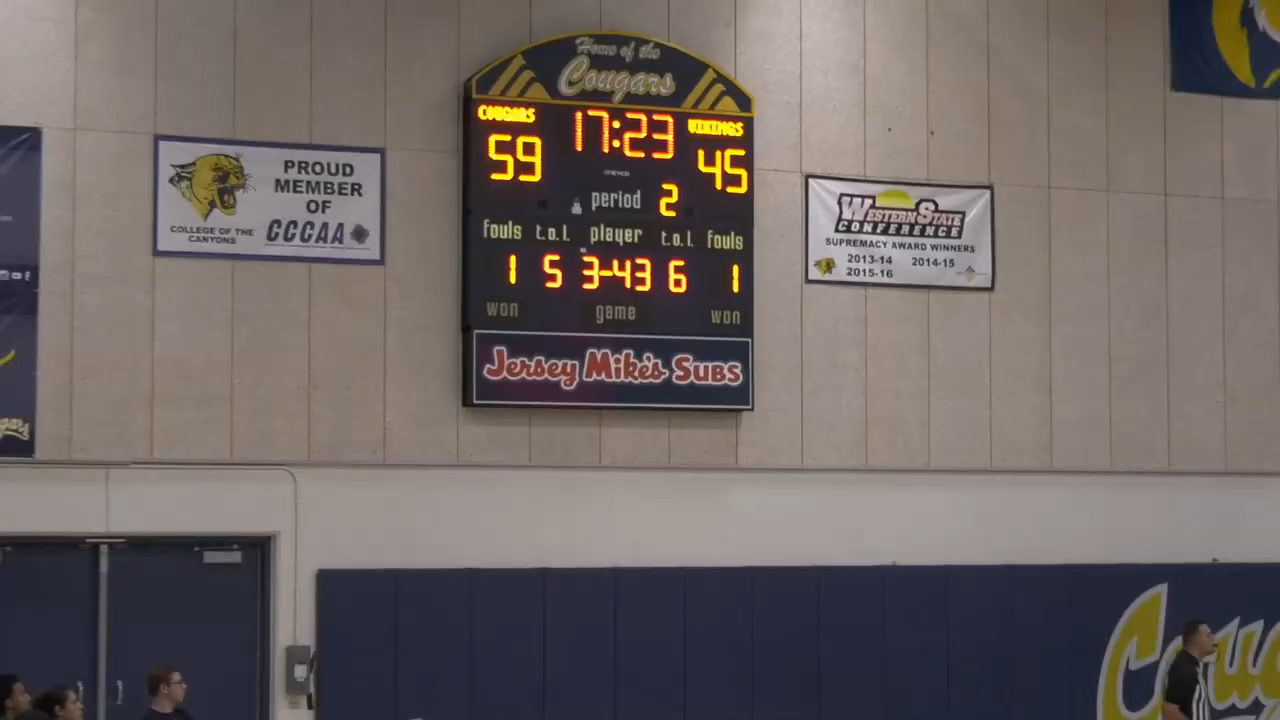 Home of the
Cougars
COUGARS 17:23 VIKINGS
59 45
period 2
fouls t.o.l. player t.o.l. fouls
1 5 3-43 6 1
won game won
Jersey Mike's SUBS
PROUD
MEMBER
OF
CCCAA
COLLEGE OF THE
CANYONS
WESTERN STATE
CONFERENCE
SUPREMACY AWARD WINNERS
2013-14 2014-15
2015-16
Coug